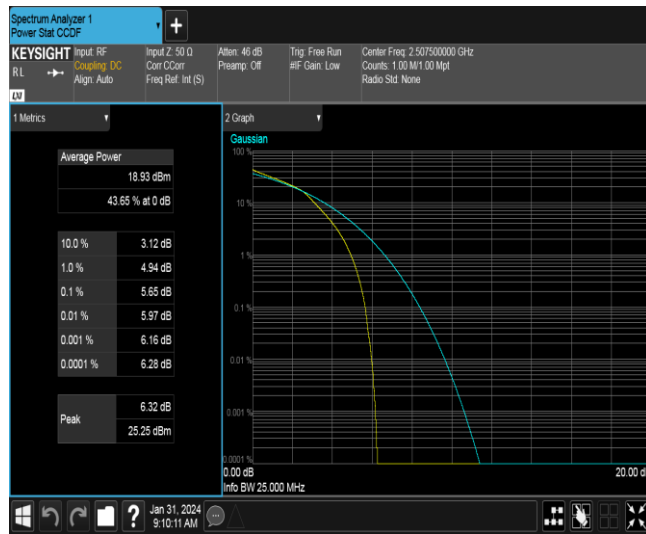 Spectrum Analyzer 1
Power Stat CCDF
+
KEYSIGHT
RL
LXI
Input: RF
Coupling: DC
Align: Auto
Input Z: 50 Ω
Corr CCorr
Freq Ref: Int (S)
Atten: 46 dB
Preamp: Off
Trig: Free Run
#IF Gain: Low
Center Freq: 2.507500000 GHz
Counts: 1.00 M/1.00 Mpt
Radio Std: None
1 Metrics
Average Power
18.93 dBm
43.65 % at 0 dB
10.0 % 3.12 dB
1.0 % 4.94 dB
0.1 % 5.65 dB
0.01 % 5.97 dB
0.001 % 6.16 dB
0.0001 % 6.28 dB
Peak
6.32 dB
25.25 dBm
2 Graph
Gaussian
100 %
10 %
1 %
0.1 %
0.01 %
0.001 %
0.0001 %
0.00 dB
20.00 d
Info BW 25.000 MHz
?
Jan 31, 2024
9:10:11 AM